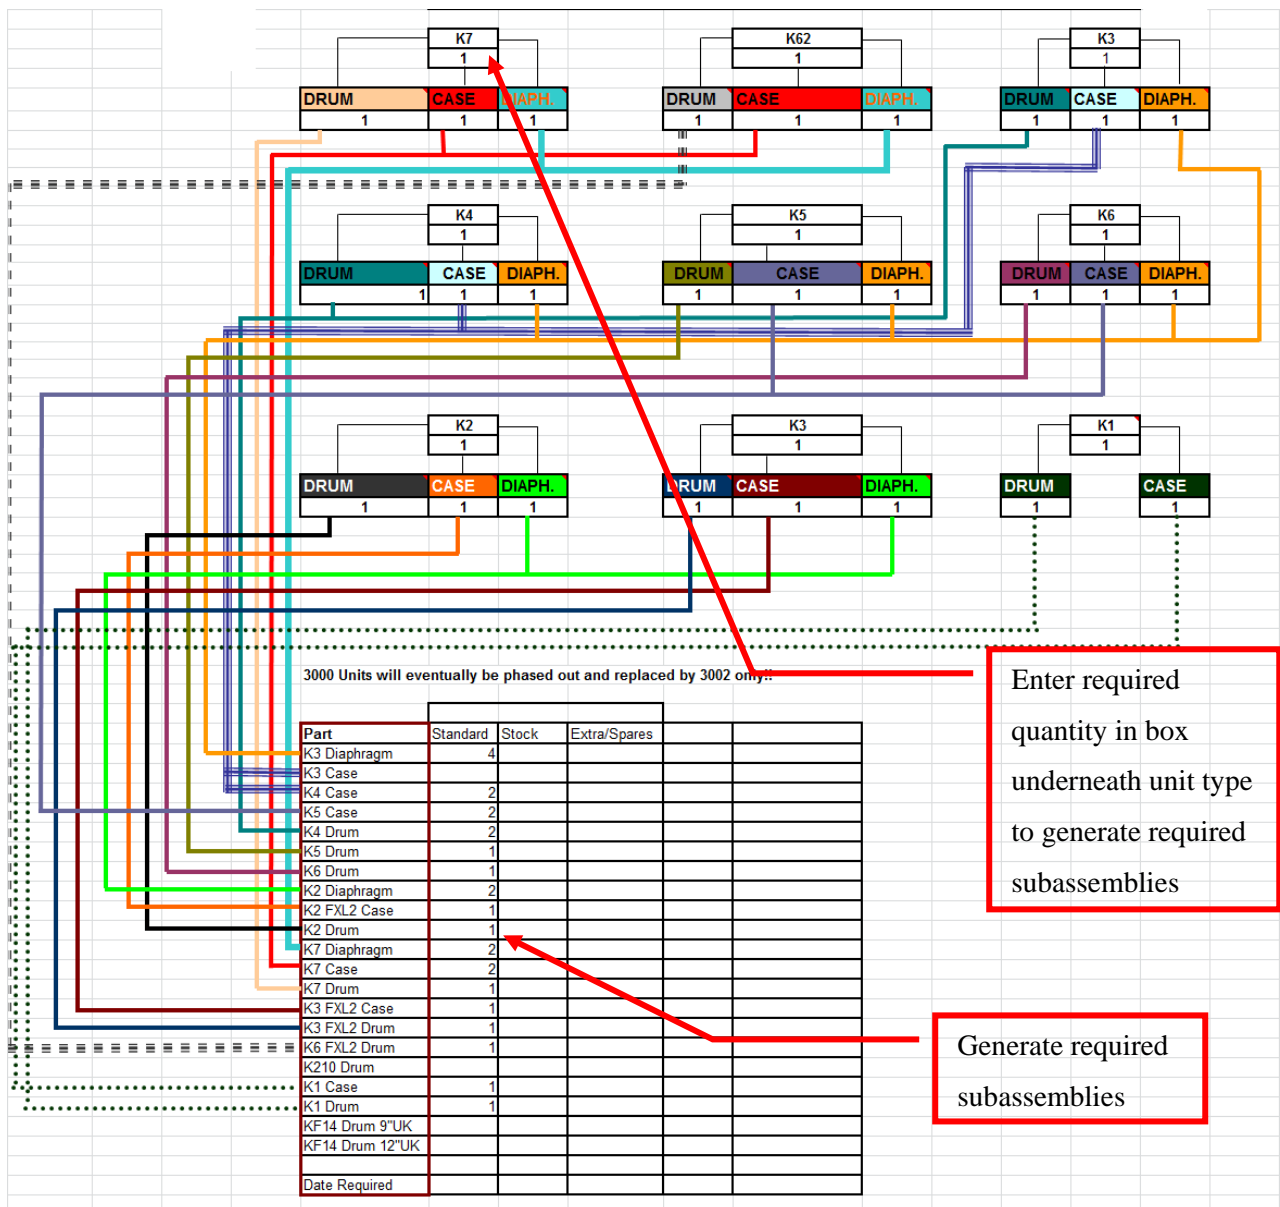 K7 K62 K3
1 1 1
DRUM CASE DIAPH. DRUM CASE DIAPH. DRUM CASE DIAPH.
1 1 1 1 1 1 1 1 1
K4 K5 K6
1 1 1
DRUM CASE DIAPH. DRUM CASE DIAPH. DRUM CASE DIAPH.
1 1 1 1 1 1 1 1 1
K2 K3 K1
1 1 1
DRUM CASE DIAPH. DRUM CASE DIAPH. DRUM CASE
1 1 1 1 1 1 1 1
3000 Units will eventually be phased out and replaced by 3002 only!!
Enter required
quantity in box
underneath unit type
to generate required
subassemblies
Part Standard Stock Extra/Spares
K3 Diaphragm 4
K3 Case
K4 Case 2
K5 Case 2
K4 Drum 2
K5 Drum 1
K6 Drum 1
K2 Diaphragm 2
K2 FXL2 Case 1
K2 Drum 1
K7 Diaphragm 2
K7 Case 2
K7 Drum 1
K3 FXL2 Case 1
K3 FXL2 Drum 1
K6 FXL2 Drum 1
K210 Drum
K1 Case 1
K1 Drum 1
KF14 Drum 9"UK
KF14 Drum 12"UK
Date Required
Generate required
subassemblies